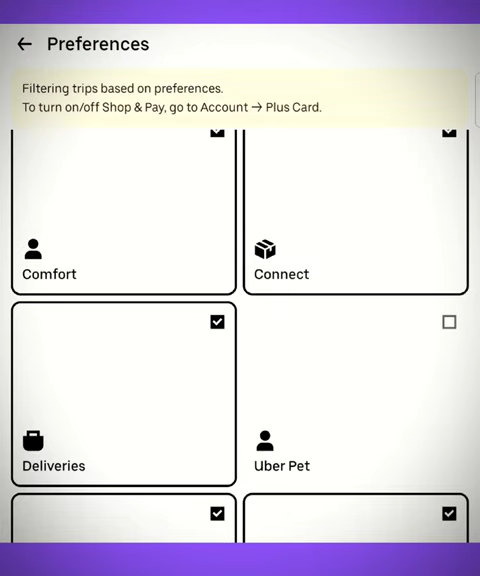 Preferences
Filtering trips based on preferences.
To turn on/off Shop & Pay, go to Account → Plus Card.
Comfort
Connect
Deliveries
Uber Pet